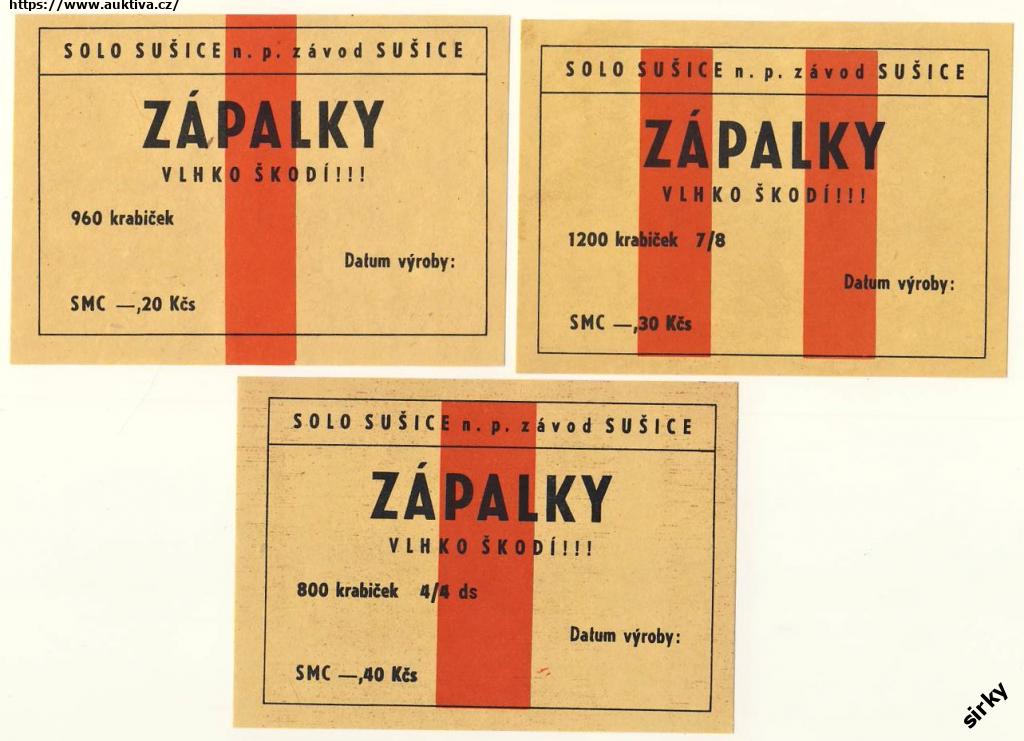 https://www.auktiva.cz/
SOLO SUŠICE n. p. závod SUŠICE
ZÁPALKY
VLHKO ŠKODÍ!!!
960 krabiček
Datum výroby:
SMC —,20 Kčs
SOLO SUŠICE n. p. závod SUŠICE
ZÁPALKY
VLHKO ŠKODÍ!!!
1200 krabiček 7/8
Datum výroby:
SMC —,30 Kčs
SOLO SUŠICE n. p. závod SUŠICE
ZÁPALKY
VLHKO ŠKODÍ!!!
800 krabiček 4/4 ds
Datum výroby:
SMC —,40 Kčs
sirky